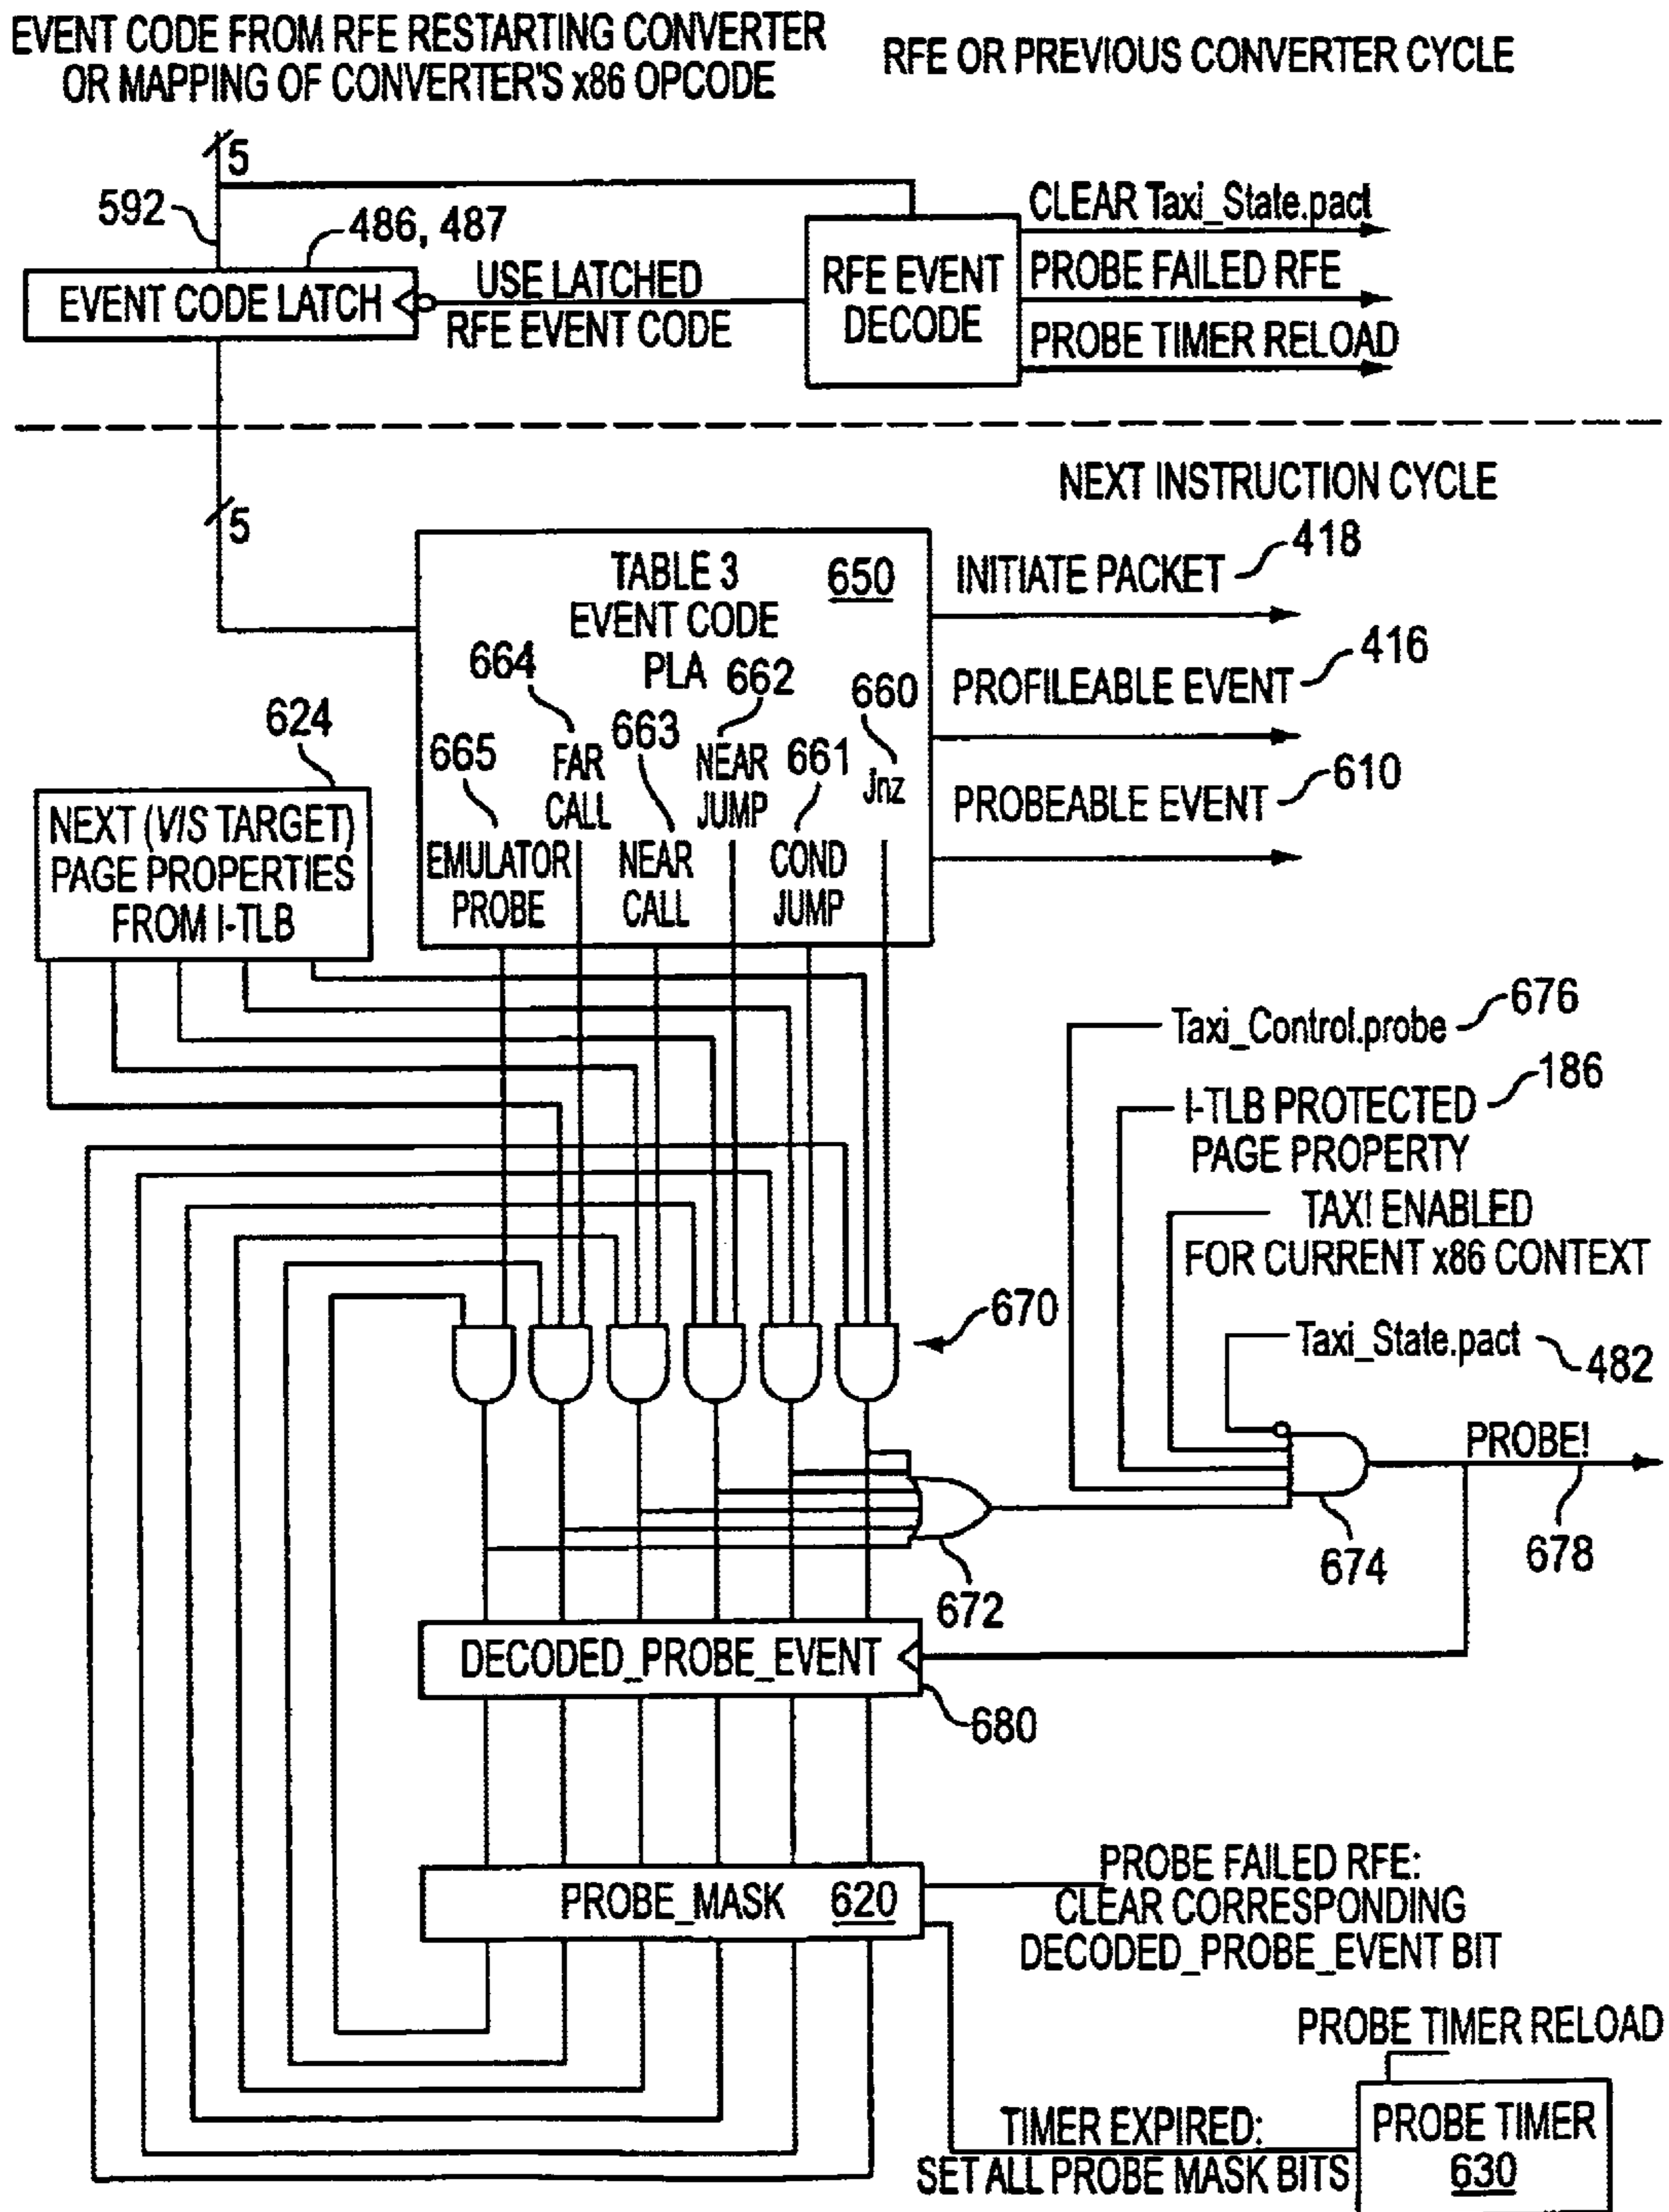 EVENT CODE FROM RFE RESTARTING CONVERTER
OR MAPPING OF CONVERTER'S x86 OPCODE
RFE OR PREVIOUS CONVERTER CYCLE
5
592
486, 487
EVENT CODE LATCH
USE LATCHED
RFE EVENT CODE
RFE EVENT
DECODE
CLEAR Taxi_State.pact
PROBE FAILED RFE
PROBE TIMER RELOAD
NEXT INSTRUCTION CYCLE
5
TABLE 3
EVENT CODE
PLA
650
INITIATE PACKET
418
PROFILEABLE EVENT
416
PROBEABLE EVENT
610
664
662
660
665
FAR
CALL
663
NEAR
JUMP
661
Jnz
EMULATOR
PROBE
NEAR
CALL
COND
JUMP
624
NEXT (VIS TARGET)
PAGE PROPERTIES
FROM I-TLB
Taxi_Control.probe
676
I-TLB PROTECTED
PAGE PROPERTY
186
TAX! ENABLED
FOR CURRENT x86 CONTEXT
670
Taxi_State.pact
482
PROBE!
672
674
678
DECODED_PROBE_EVENT
680
PROBE_MASK 620
PROBE FAILED RFE:
CLEAR CORRESPONDING
DECODED_PROBE_EVENT BIT
PROBE TIMER RELOAD
TIMER EXPIRED:
SET ALL PROBE MASK BITS
PROBE TIMER
630